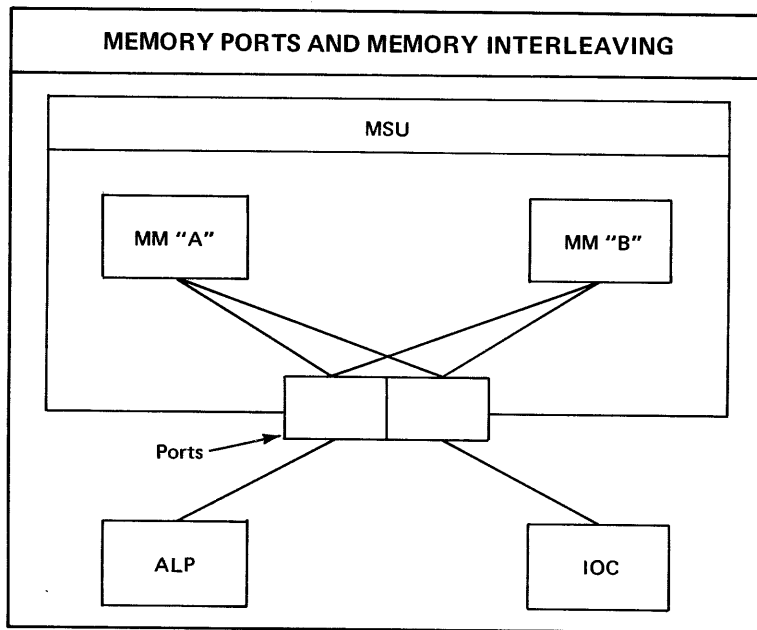 MEMORY PORTS AND MEMORY INTERLEAVING
MSU
MM "A"
MM "B"
Ports
ALP
IOC